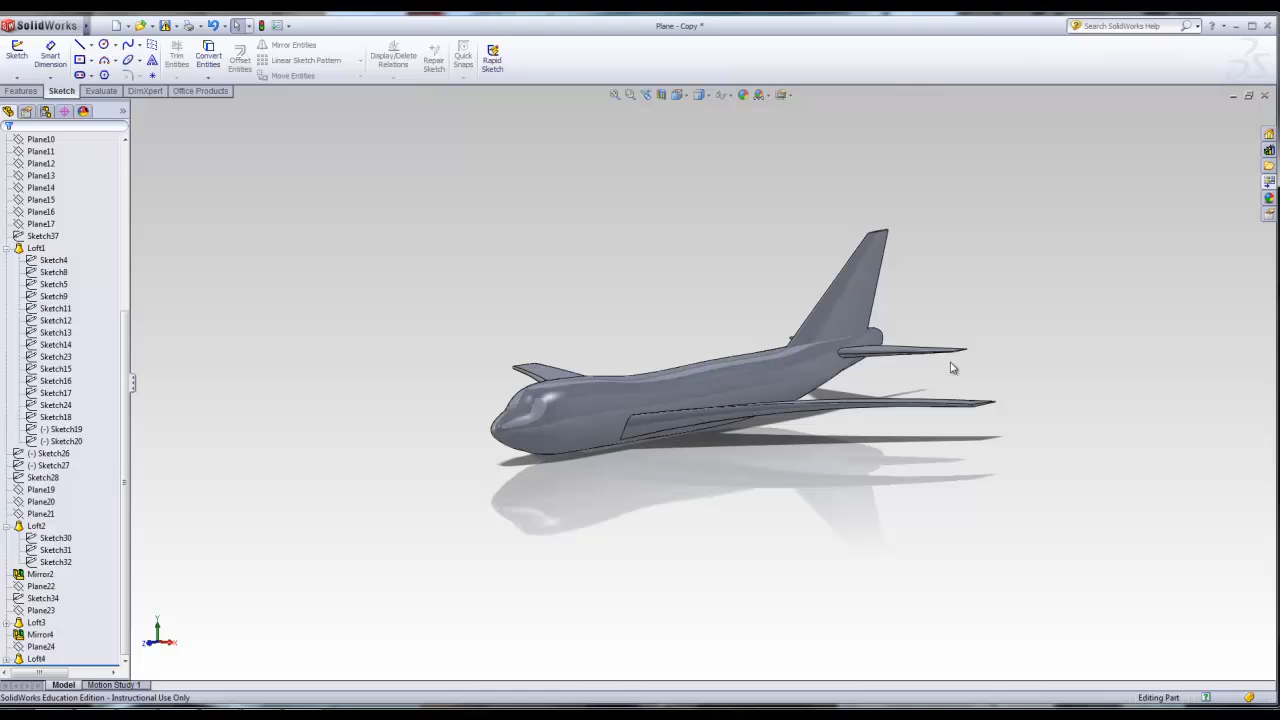 SolidWorks
Plane - Copy *
Search SolidWorks Help
Sketch
Smart Dimension
Trim Entities
Convert Entities
Offset Entities
Mirror Entities
Linear Sketch Pattern
Move Entities
Display/Delete Relations
Repair Sketch
Quick Snaps
Rapid Sketch
Features Sketch Evaluate DimXpert Office Products
Plane10
Plane11
Plane12
Plane13
Plane14
Plane15
Plane16
Plane17
Sketch37
Loft1
Sketch4
Sketch8
Sketch5
Sketch9
Sketch11
Sketch12
Sketch13
Sketch14
Sketch23
Sketch15
Sketch16
Sketch17
Sketch24
Sketch18
(-) Sketch19
(-) Sketch20
(-) Sketch26
(-) Sketch27
Sketch28
Plane19
Plane20
Plane21
Loft2
Sketch30
Sketch31
Sketch32
Mirror2
Plane22
Sketch34
Plane23
Loft3
Mirror4
Plane24
Loft4
Y
Z X
Model Motion Study 1
SolidWorks Education Edition - Instructional Use Only
Editing Part